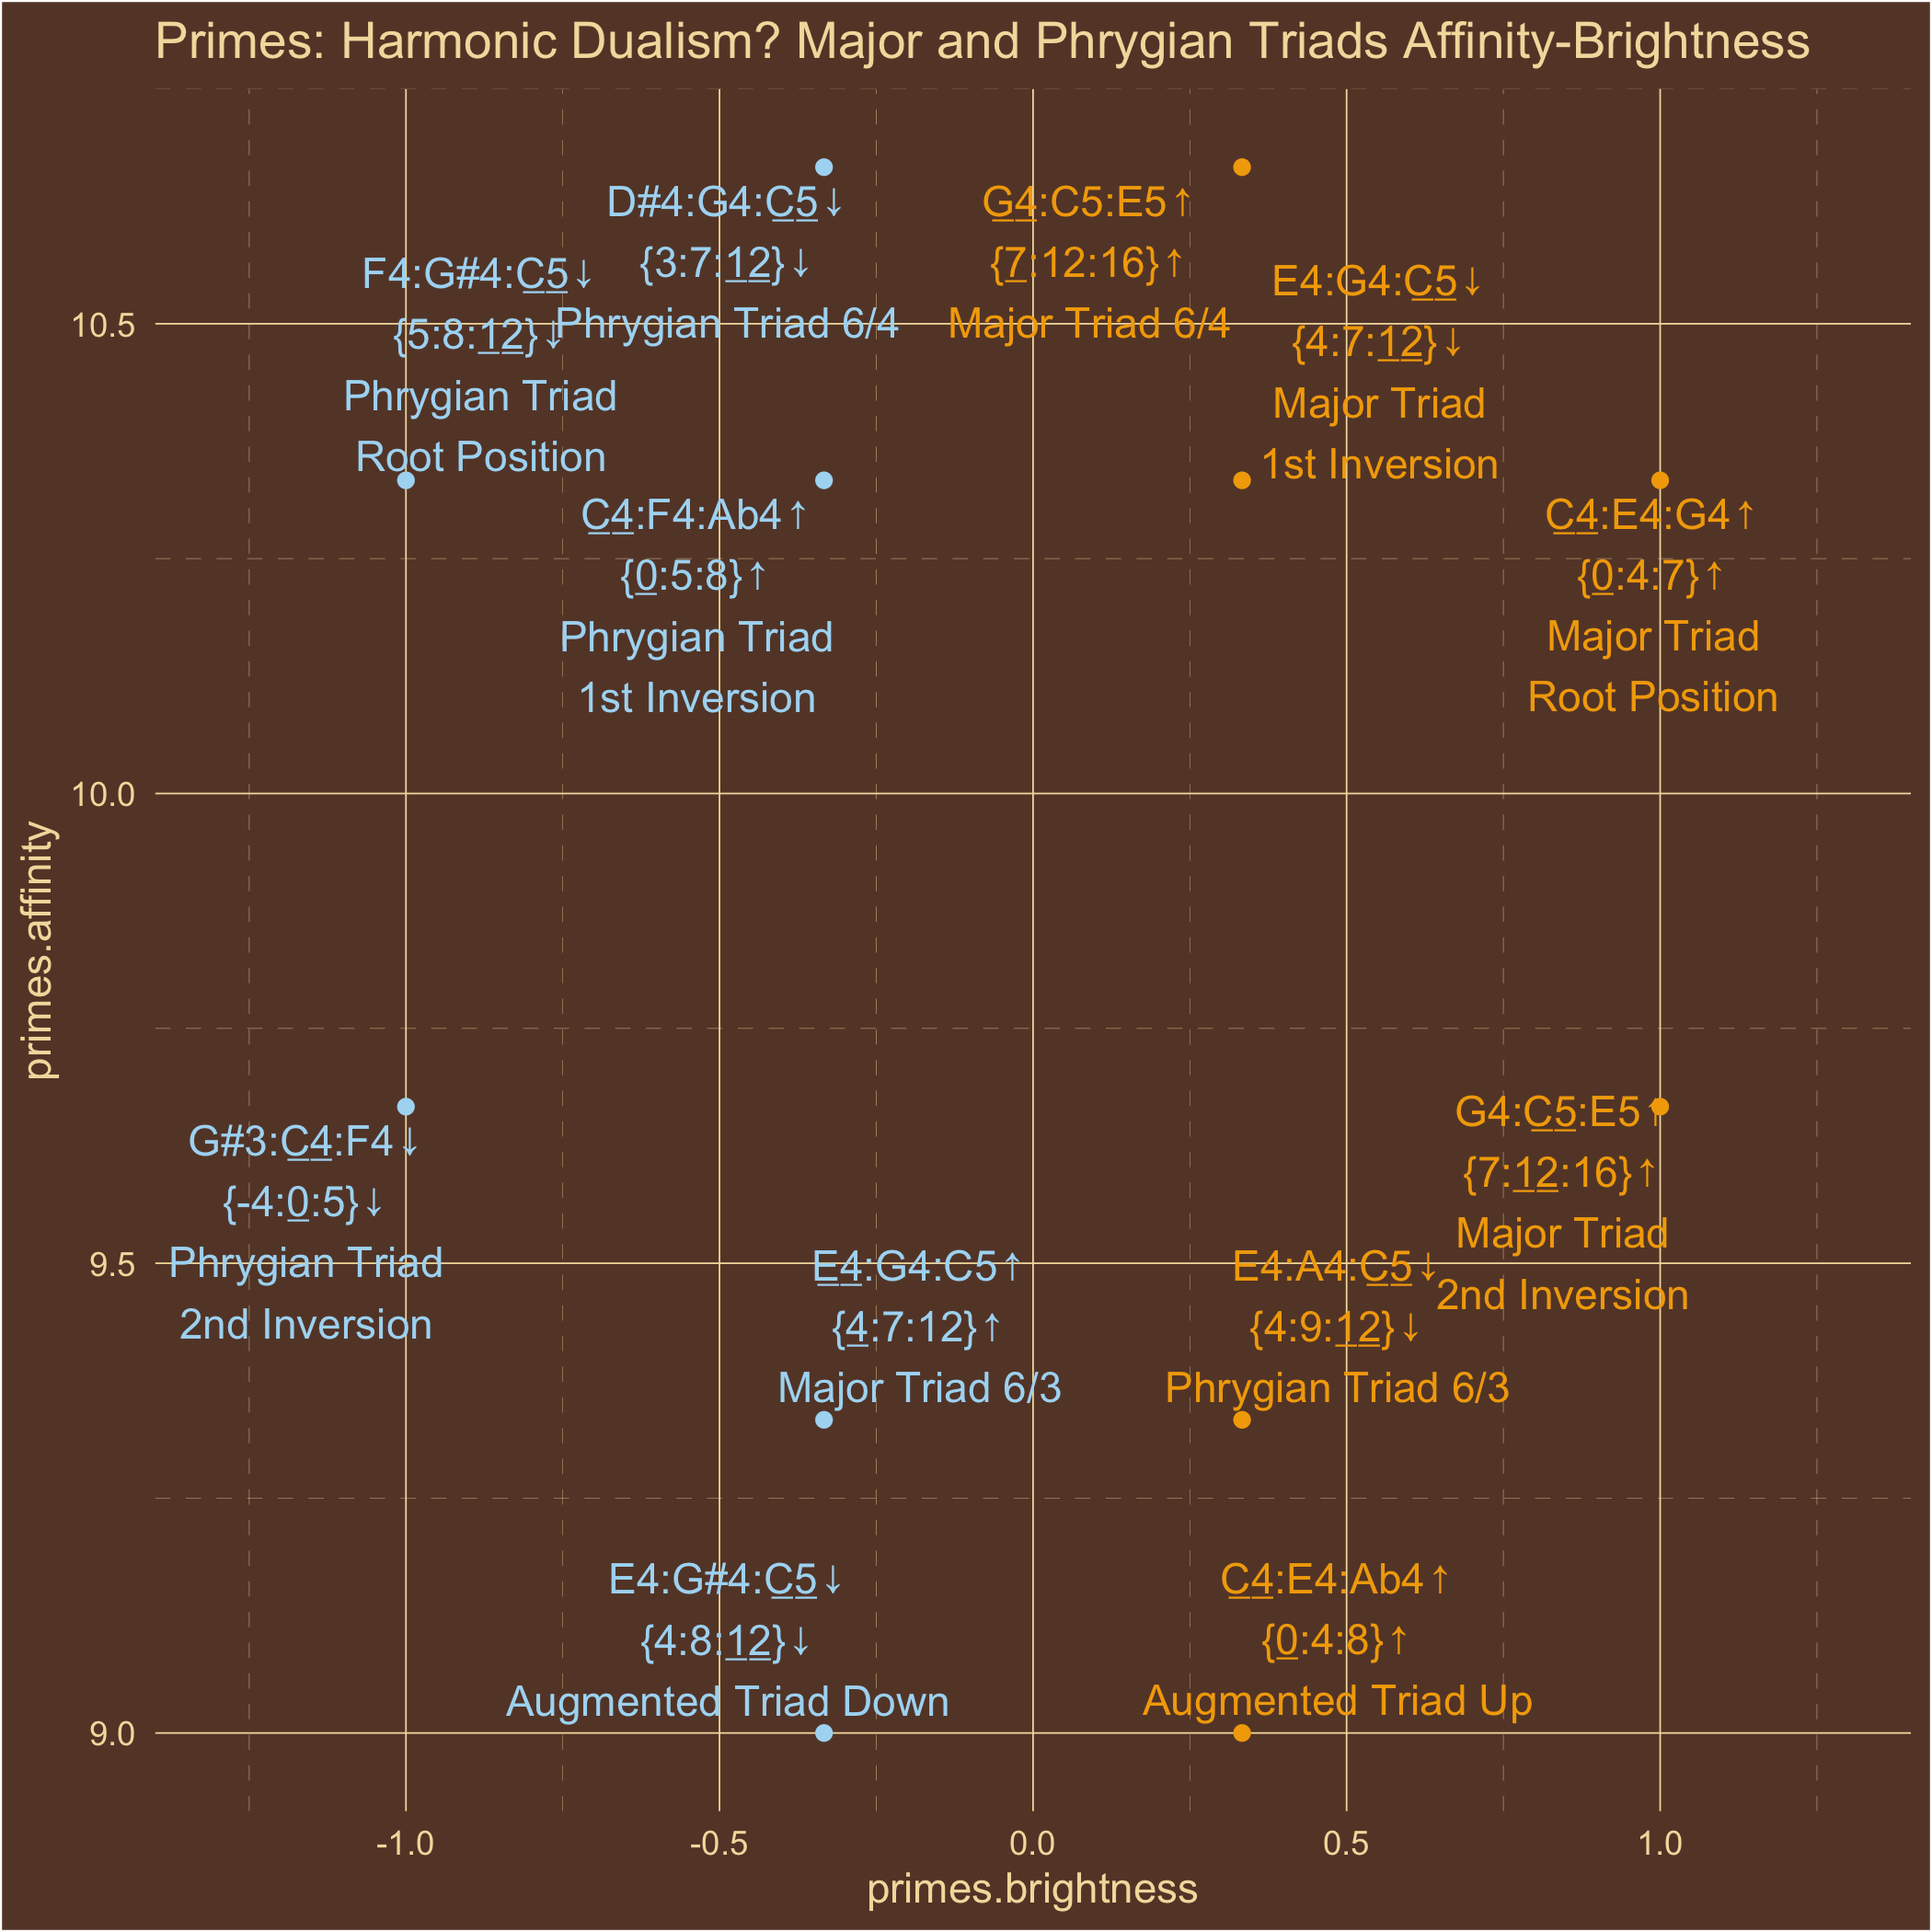 Primes: Harmonic Dualism? Major and Phrygian Triads Affinity-Brightness
D#4:G4:C5↓
{3:7:12}↓
Phrygian Triad 6/4
G4:C5:E5↑
{7:12:16}↑
Major Triad 6/4
F4:G#4:C5↓
{5:8:12}↓
Phrygian Triad
Root Position
E4:G4:C5↓
{4:7:12}↓
Major Triad
1st Inversion
C4:F4:Ab4↑
{0:5:8}↑
Phrygian Triad
1st Inversion
C4:E4:G4↑
{0:4:7}↑
Major Triad
Root Position
G#3:C4:F4↓
{-4:0:5}↓
Phrygian Triad
2nd Inversion
G4:C5:E5↑
{7:12:16}↑
Major Triad
2nd Inversion
E4:G4:C5↑
{4:7:12}↑
Major Triad 6/3
E4:A4:C5↓
{4:9:12}↓
Phrygian Triad 6/3
E4:G#4:C5↓
{4:8:12}↓
Augmented Triad Down
C4:E4:Ab4↑
{0:4:8}↑
Augmented Triad Up
10.5
10.0
9.5
9.0
primes.affinity
-1.0
-0.5
0.0
0.5
1.0
primes.brightness